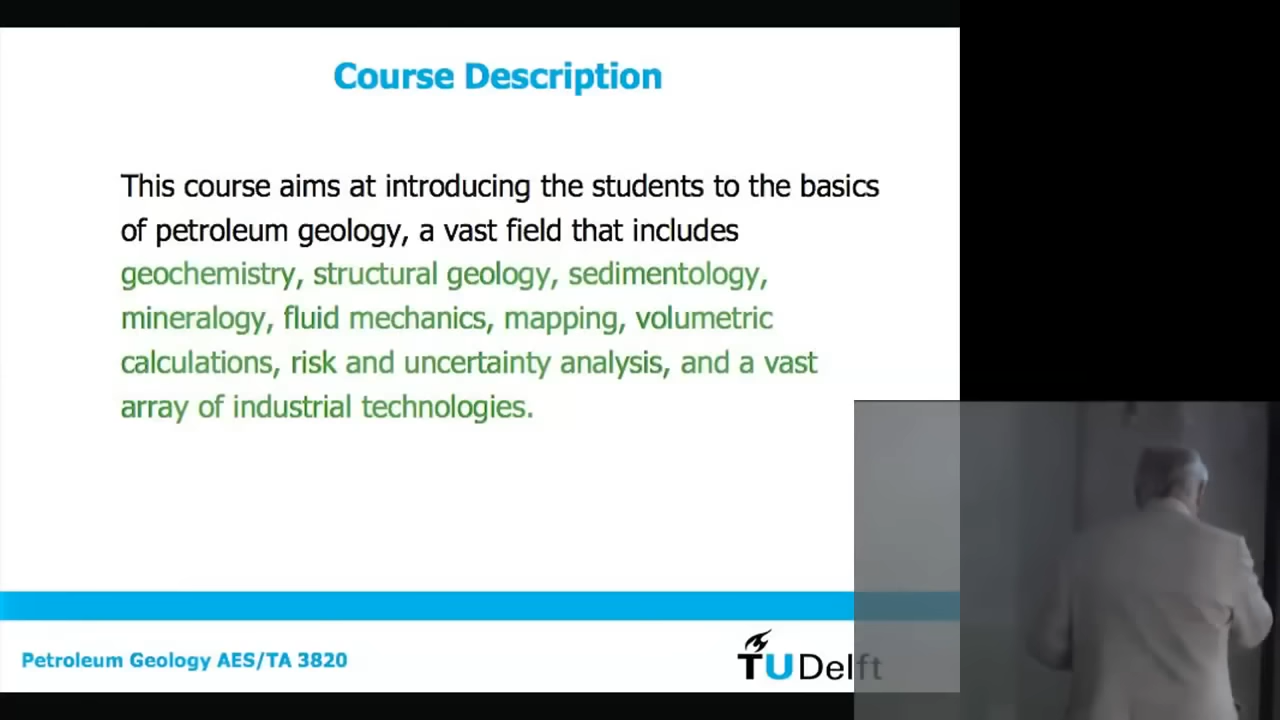 Course Description
This course aims at introducing the students to the basics
of petroleum geology, a vast field that includes
geochemistry, structural geology, sedimentology,
mineralogy, fluid mechanics, mapping, volumetric
calculations, risk and uncertainty analysis, and a vast
array of industrial technologies.
Petroleum Geology AES/TA 3820
TU Delft